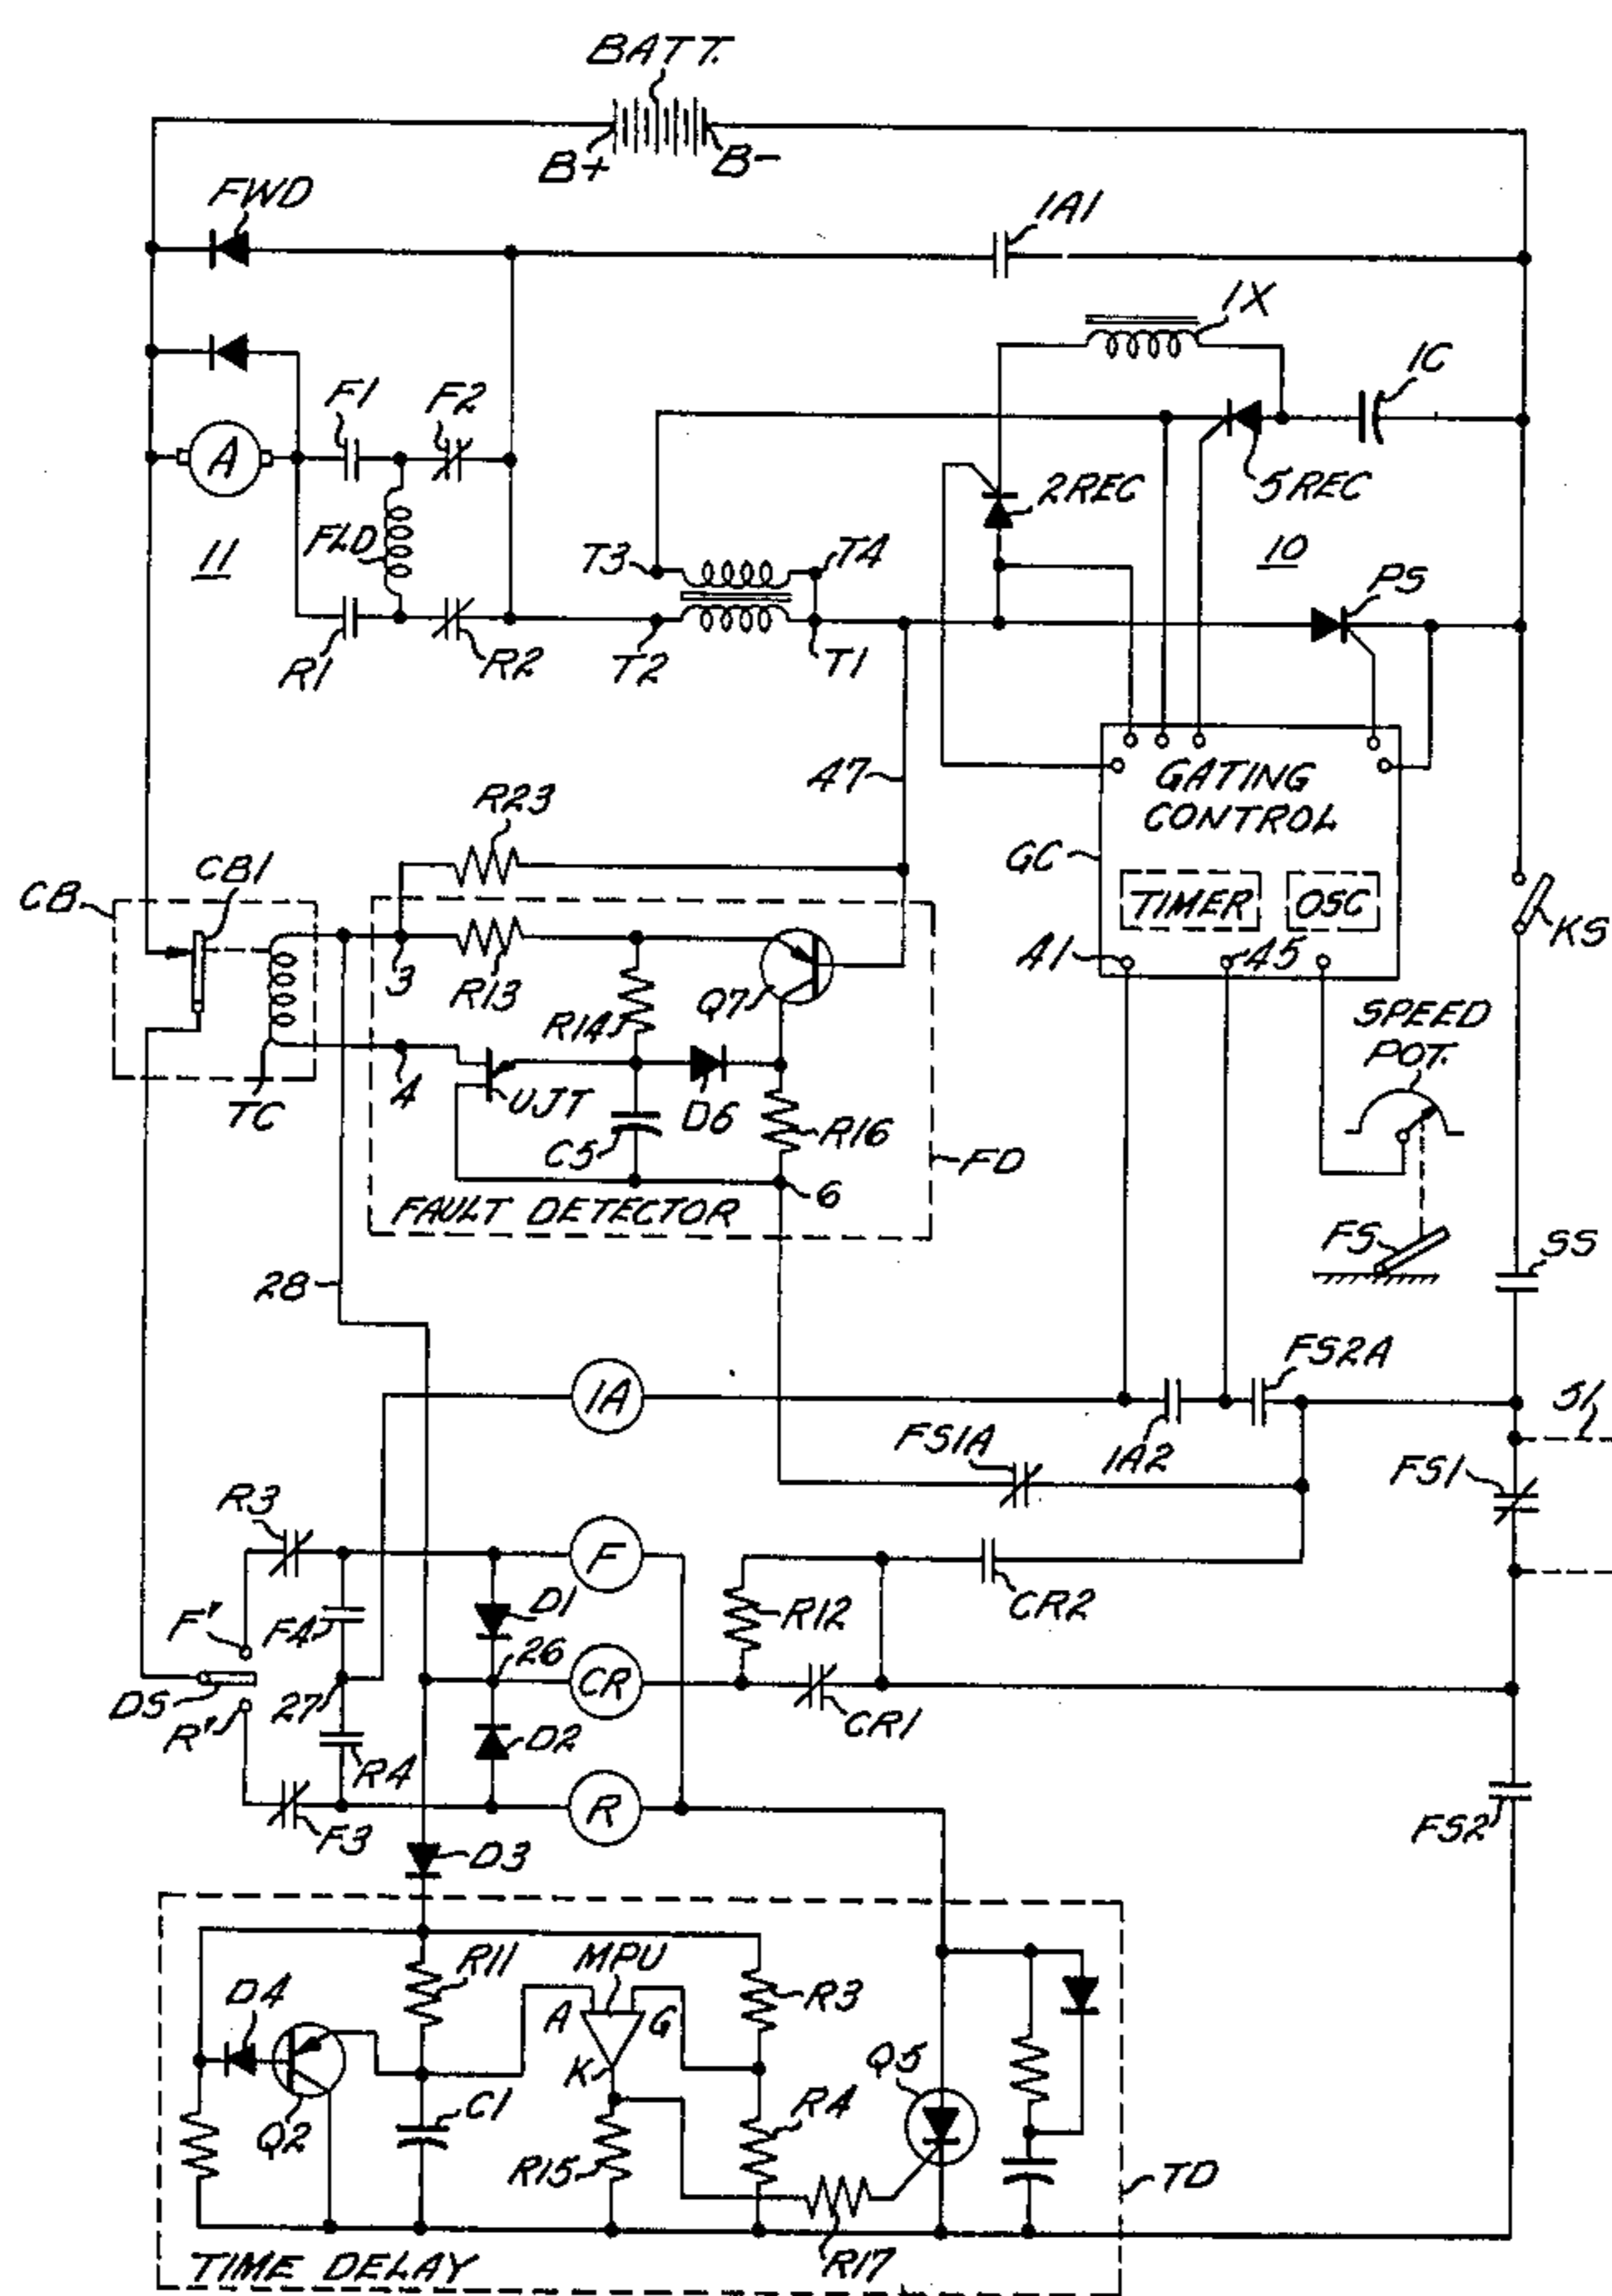 BATT.
B+
B-
FWD
1A1
1X
1C
F1
F2
A
5REC
2REC
FLD
11
10
T3
T4
PS
R1
R2
T2
T1
47
GATING
CONTROL
R23
GC
CB1
CB
TIMER
OSC
KS
3
R13
Q7
41
45
R14
SPEED
POT.
4
UJT
D6
TC
C5
R16
FD
6
FAULT DETECTOR
FS
SS
28
FS2A
1A
51
FS1A
1A2
FS1
R3
F
D1
R12
CR2
F'
F4
26
CR
DS
27
R'
D2
CR1
R4
R
F3
FS2
D3
R11
MPU
D4
A
G
R3
K
Q5
C1
R4
Q2
R15
TD
R17
TIME DELAY